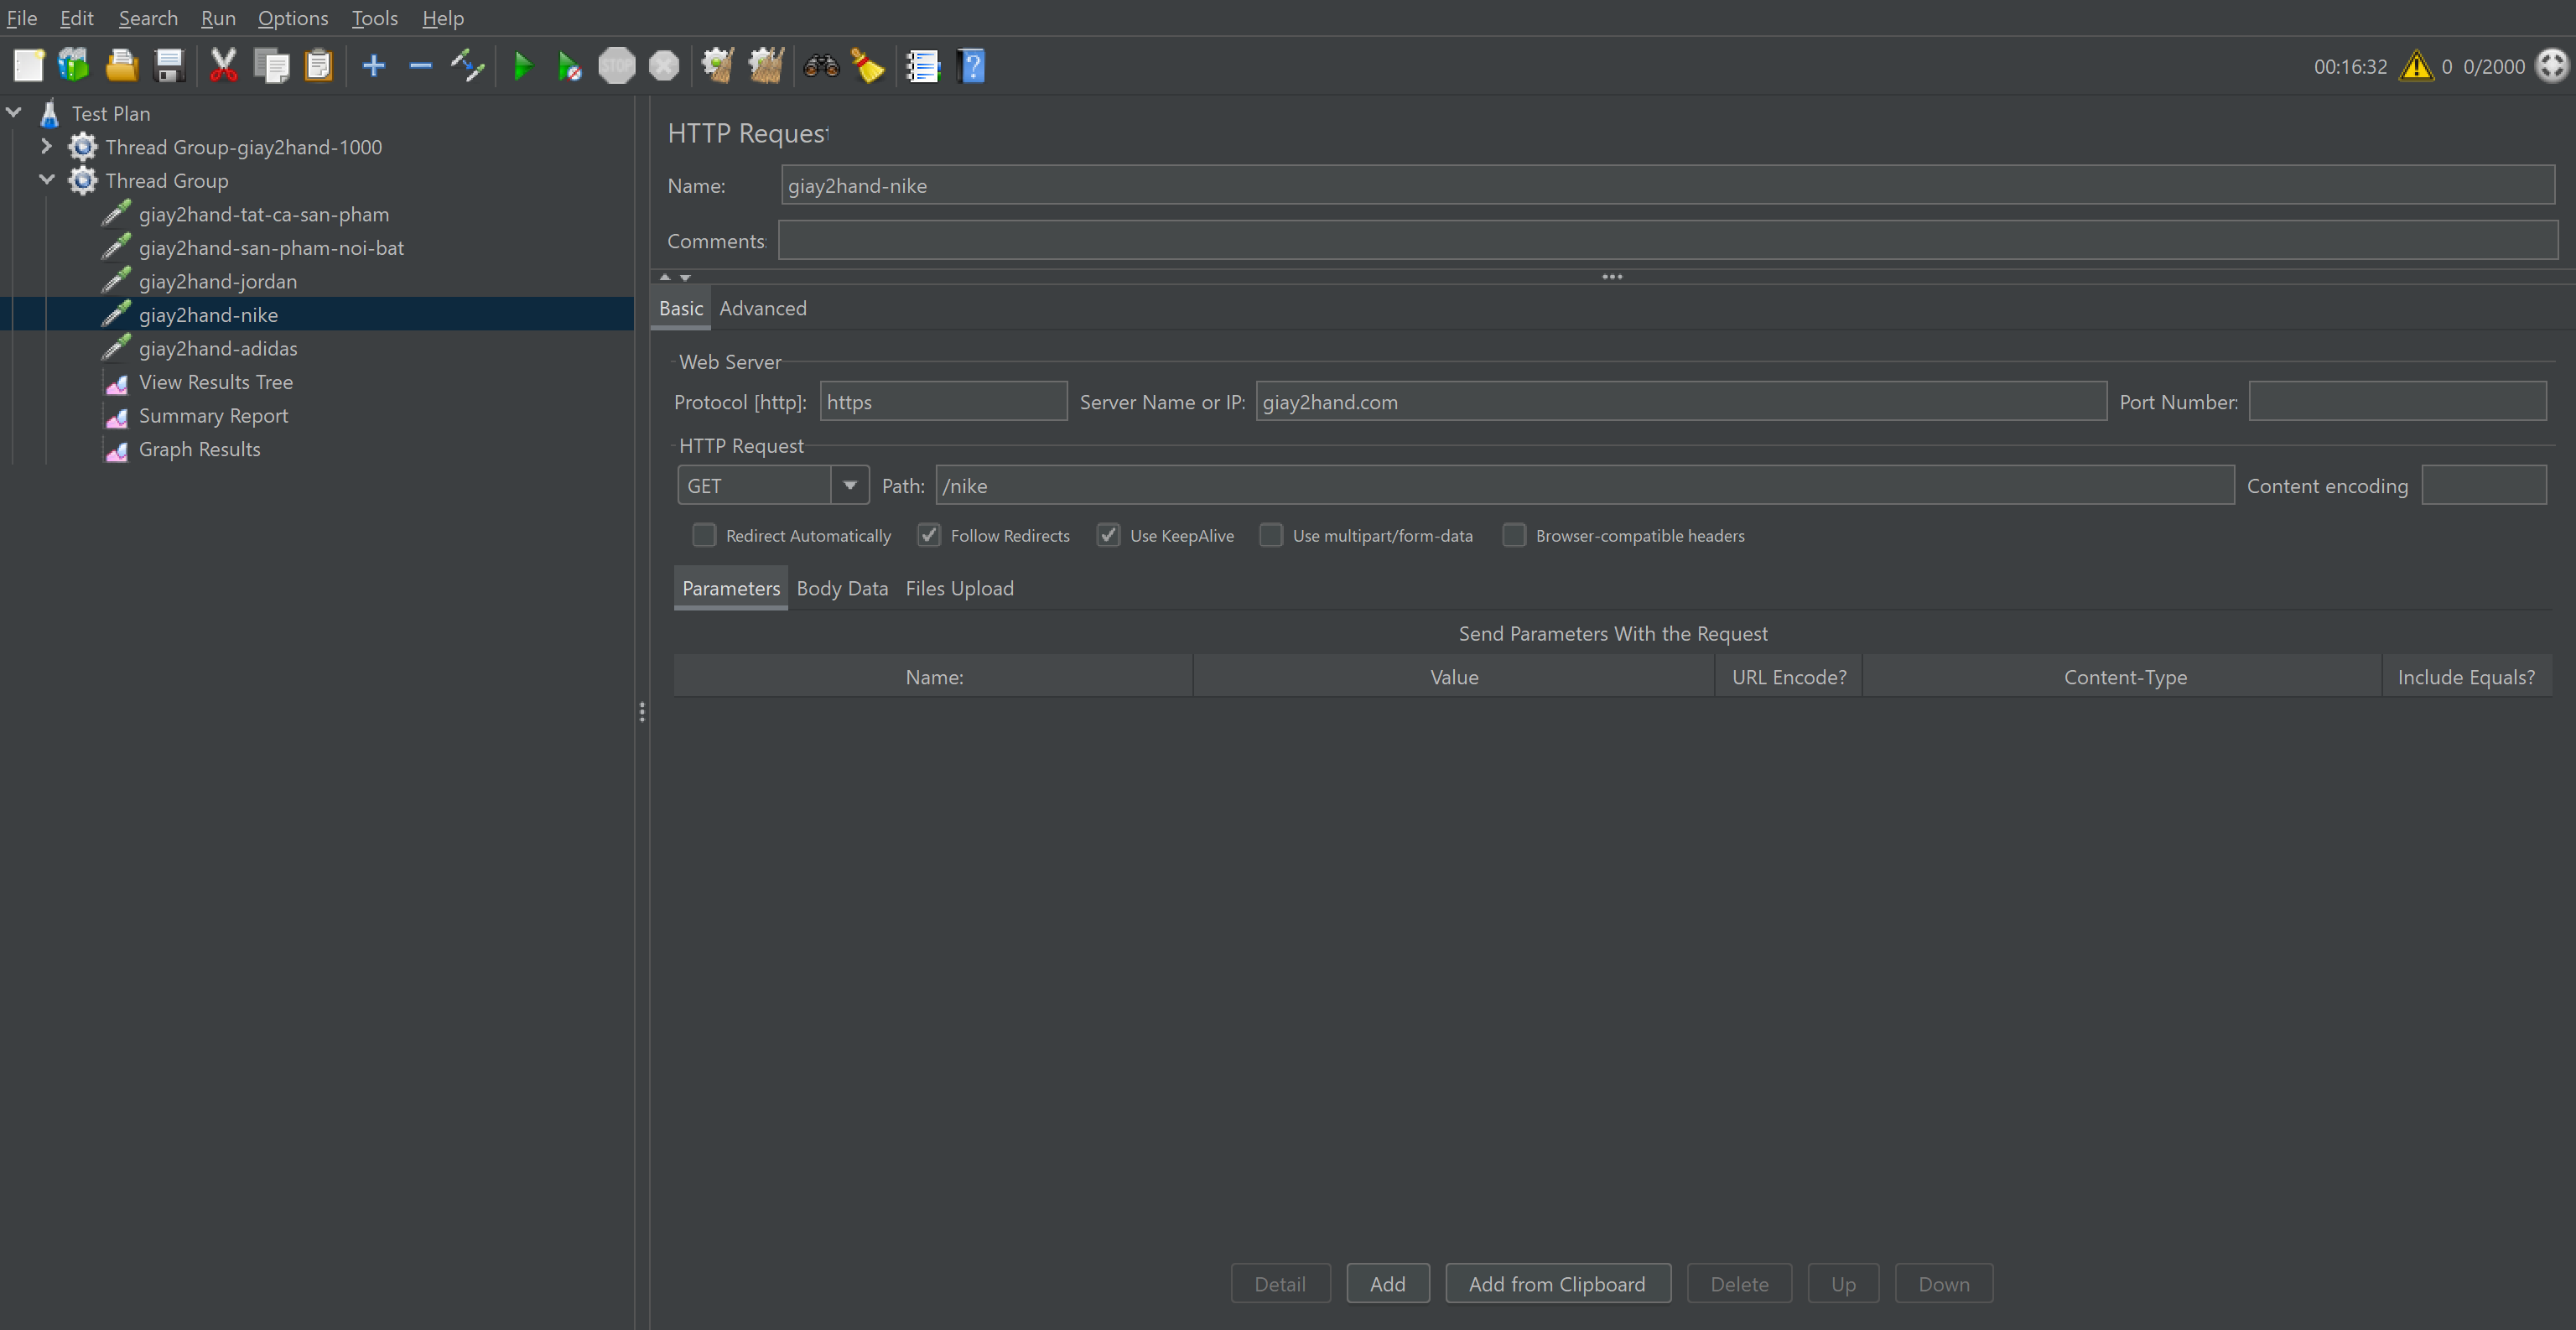 File Edit Search Run Options Tools Help
STOP
00:16:32 0 0/2000
Test Plan
Thread Group-giay2hand-1000
Thread Group
giay2hand-tat-ca-san-pham
giay2hand-san-pham-noi-bat
giay2hand-jordan
giay2hand-nike
giay2hand-adidas
View Results Tree
Summary Report
Graph Results
HTTP Request
Name: giay2hand-nike
Comments:
Basic Advanced
Web Server
Protocol [http]: https Server Name or IP: giay2hand.com Port Number:
HTTP Request
GET Path: /nike Content encoding
Redirect Automatically Follow Redirects Use KeepAlive Use multipart/form-data Browser-compatible headers
Parameters Body Data Files Upload
Send Parameters With the Request
Name: Value URL Encode? Content-Type Include Equals?
Detail Add Add from Clipboard Delete Up Down